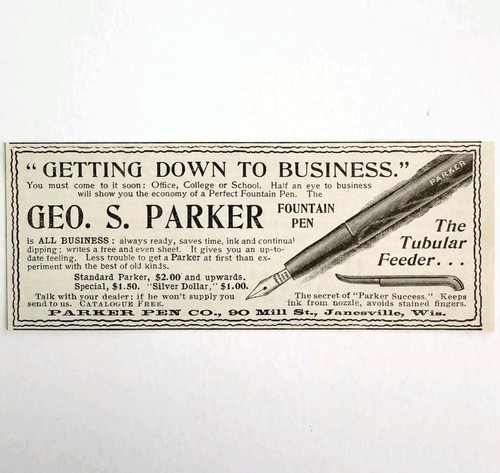 "GETTING DOWN TO BUSINESS."
You must come to it soon: Office, College or School. Half an eye to business
will show you the economy of a Perfect Fountain Pen. The
GEO. S. PARKER FOUNTAIN PEN
is ALL BUSINESS: always ready, saves time, ink and continual
dipping: writes a free and even sheet. It gives you an up-to-
date feeling. Less trouble to get a Parker at first than ex-
periment with the best of old kinds.
Standard Parker, $2.00 and upwards.
Special, $1.50. "Silver Dollar," $1.00.
Talk with your dealer; if he won't supply you
send to us. CATALOGUE FREE.
PARKER
The
Tubular
Feeder...
The secret of "Parker Success." Keeps
ink from nozzle, avoids stained fingers.
PARKER PEN CO., 90 Mill St., Janesville, Wis.